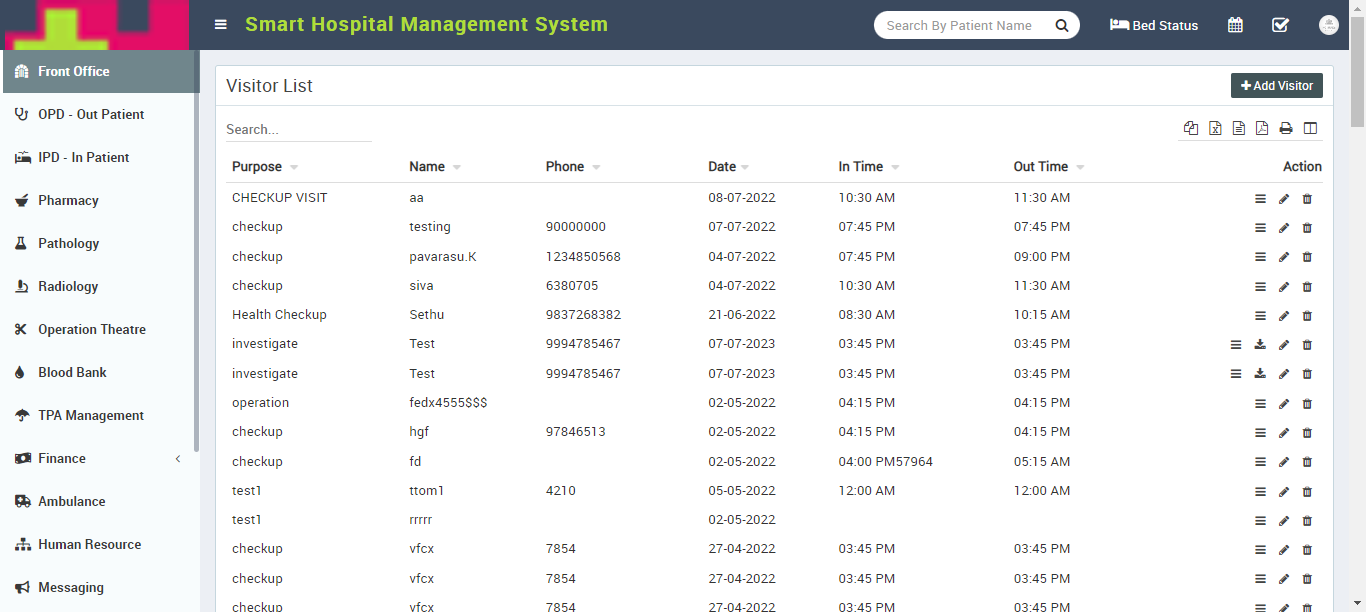 Smart Hospital Management System
Search By Patient Name
Bed Status
Front Office
OPD - Out Patient
IPD - In Patient
Pharmacy
Pathology
Radiology
Operation Theatre
Blood Bank
TPA Management
Finance
Ambulance
Human Resource
Messaging
Visitor List
Add Visitor
Search...
Purpose Name Phone Date In Time Out Time Action
CHECKUP VISIT aa 08-07-2022 10:30 AM 11:30 AM
checkup testing 90000000 07-07-2022 07:45 PM 07:45 PM
checkup pavarasu.K 1234850568 04-07-2022 07:45 PM 09:00 PM
checkup siva 6380705 04-07-2022 10:30 AM 11:30 AM
Health Checkup Sethu 9837268382 21-06-2022 08:30 AM 10:15 AM
investigate Test 9994785467 07-07-2023 03:45 PM 03:45 PM
investigate Test 9994785467 07-07-2023 03:45 PM 03:45 PM
operation fedx4555$$$ 02-05-2022 04:15 PM 04:15 PM
checkup hgf 97846513 02-05-2022 04:15 PM 04:15 PM
checkup fd 02-05-2022 04:00 PM57964 05:15 AM
test1 ttom1 4210 05-05-2022 12:00 AM 12:00 AM
test1 rrrrr 02-05-2022
checkup vfcx 7854 27-04-2022 03:45 PM 03:45 PM
checkup vfcx 7854 27-04-2022 03:45 PM 03:45 PM
checkup vfcx 7854 27-04-2022 03:45 PM 03:45 PM